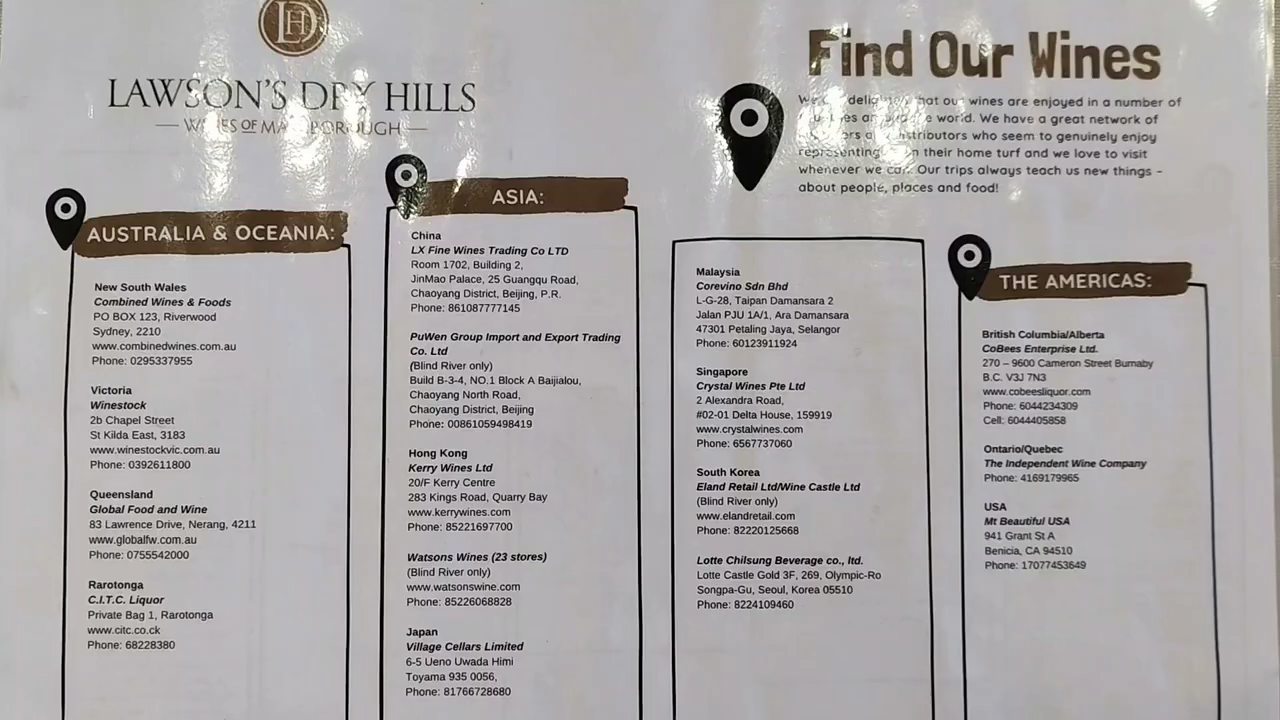 LDH
LAWSON'S DRY HILLS
WINES OF MARLBOROUGH
Find Our Wines
We delighted that our wines are enjoyed in a number of
world. We have a great network of
distributors who seem to genuinely enjoy
representing on their home turf and we love to visit
whenever we can. Our trips always teach us new things -
about people, places and food!
AUSTRALIA & OCEANIA:
New South Wales
Combined Wines & Foods
PO BOX 123, Riverwood
Sydney, 2210
www.combinedwines.com.au
Phone: 0295337955
Victoria
Winestock
2b Chapel Street
St Kilda East, 3183
www.winestockvic.com.au
Phone: 0392611800
Queensland
Global Food and Wine
83 Lawrence Drive, Nerang, 4211
www.globalfw.com.au
Phone: 0755542000
Rarotonga
C.I.T.C. Liquor
Private Bag 1, Rarotonga
www.citc.co.ck
Phone: 68228380
ASIA:
China
LX Fine Wines Trading Co LTD
Room 1702, Building 2,
JinMao Palace, 25 Guangqu Road,
Chaoyang District, Beijing, P.R.
Phone: 861087777145
PuWen Group Import and Export Trading
Co. Ltd
(Blind River only)
Build B-3-4, NO.1 Block A Baijialou,
Chaoyang North Road,
Chaoyang District, Beijing
Phone: 00861059498419
Hong Kong
Kerry Wines Ltd
20/F Kerry Centre
283 Kings Road, Quarry Bay
www.kerrywines.com
Phone: 85221697700
Watsons Wines (23 stores)
(Blind River only)
www.watsonswine.com
Phone: 85226068828
Japan
Village Cellars Limited
6-5 Ueno Uwada Himi
Toyama 935 0056,
Phone: 81766728680
Malaysia
Corevino Sdn Bhd
L-G-28, Taipan Damansara 2
Jalan PJU 1A/1, Ara Damansara
47301 Petaling Jaya, Selangor
Phone: 60123911924
Singapore
Crystal Wines Pte Ltd
2 Alexandra Road,
#02-01 Delta House, 159919
www.crystalwines.com
Phone: 6567737060
South Korea
Eland Retail Ltd/Wine Castle Ltd
(Blind River only)
www.elandretail.com
Phone: 82220125668
Lotte Chilsung Beverage co., ltd.
Lotte Castle Gold 3F, 269, Olympic-Ro
Songpa-Gu, Seoul, Korea 05510
Phone: 8224109460
THE AMERICAS:
British Columbia/Alberta
CoBees Enterprise Ltd.
270 – 9600 Cameron Street Burnaby
B.C. V3J 7N3
www.cobeesliquor.com
Phone: 6044234309
Cell: 6044405858
Ontario/Quebec
The Independent Wine Company
Phone: 4169179965
USA
Mt Beautiful USA
941 Grant St A
Benicia, CA 94510
Phone: 17077453649